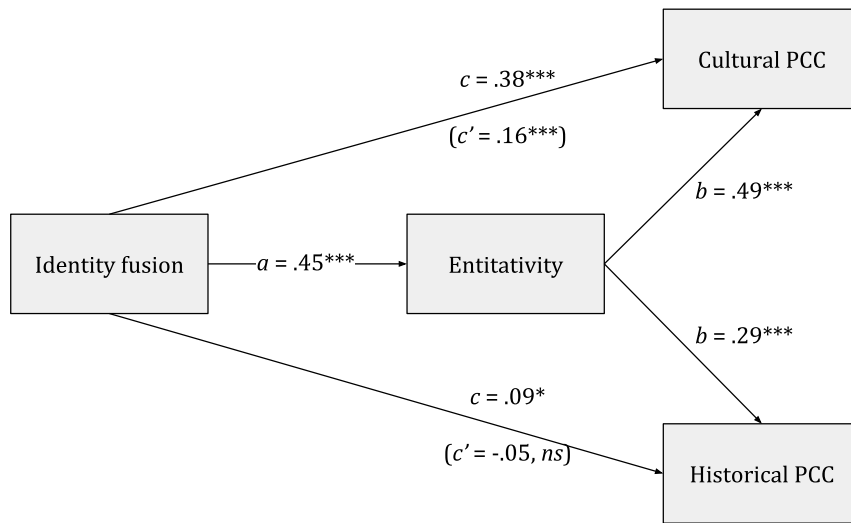 Cultural PCC
c = .38***
(c’ = .16***)
b = .49***
Identity fusion
a = .45***
Entitativity
b = .29***
c = .09*
(c’ = -.05, ns)
Historical PCC